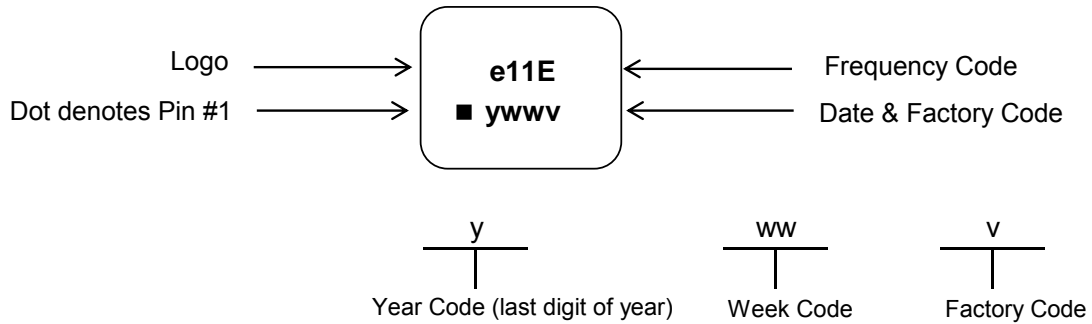 Logo
e11E
Frequency Code
Dot denotes Pin #1
■ ywwv
Date & Factory Code
y
ww
v
Year Code (last digit of year)
Week Code
Factory Code